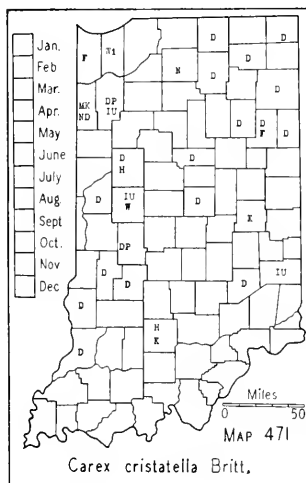 Jan.
Feb
Mar.
Apr.
May
June
July
Aug
Sept
Oct.
Nov
Dec
D D D
F D
N D
MK DP D
ND IU
D D
F
D D
H
D IU D
W
K
DP
D IU
D D
D
H
K
D
Miles
0 50
MAP 471
Carex cristatella Britt.